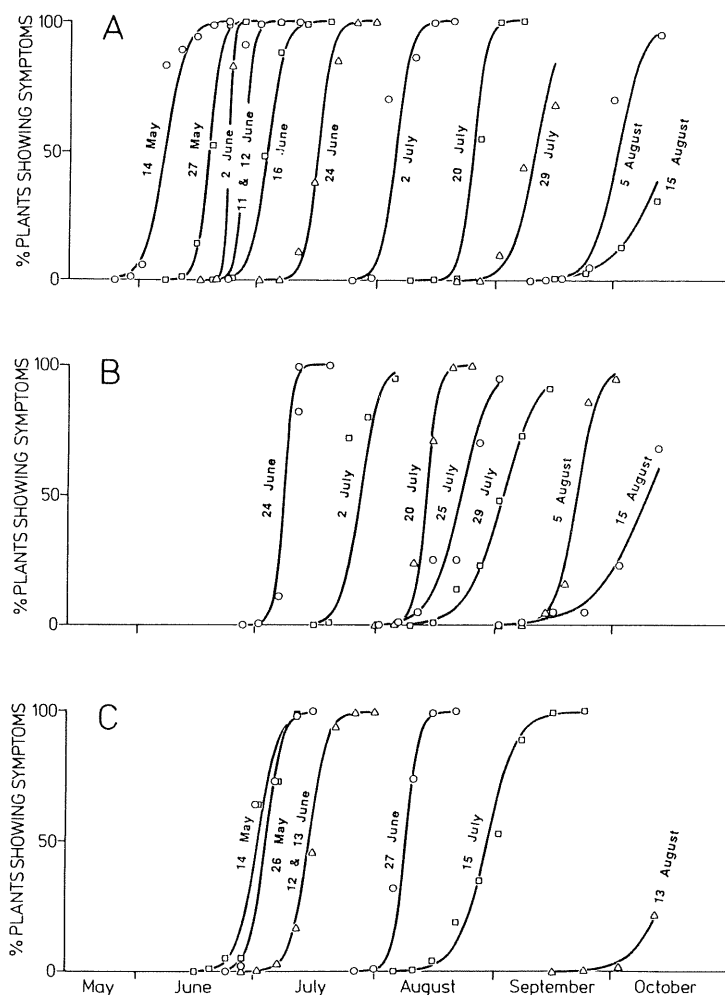 A
% PLANTS SHOWING SYMPTOMS
100
50
0
14 May
27 May
2 June
11 & 12 June
16 June
24 June
2 July
20 July
29 July
5 August
15 August
B
% PLANTS SHOWING SYMPTOMS
100
50
0
24 June
2 July
20 July
25 July
29 July
5 August
15 August
C
% PLANTS SHOWING SYMPTOMS
100
50
0
14 May
26 May
12 & 13 June
27 June
15 July
13 August
May June July August September October